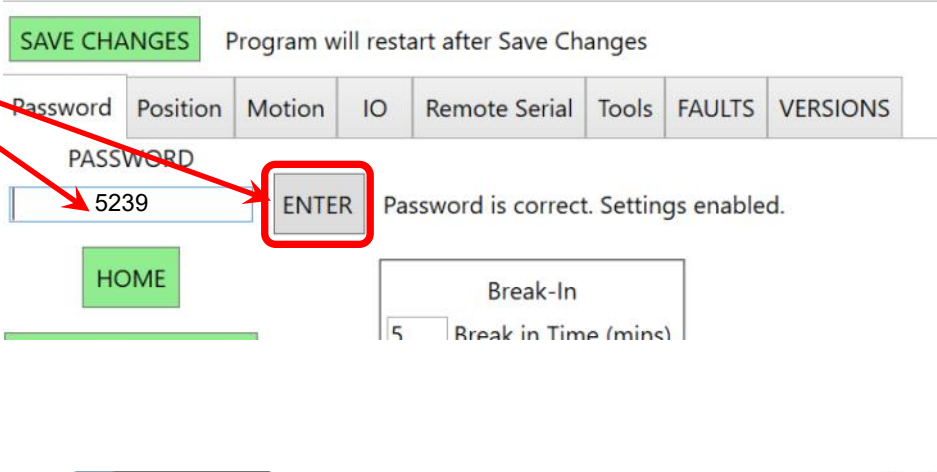 SAVE CHANGES Program will restart after Save Changes
Password Position Motion IO Remote Serial Tools FAULTS VERSIONS
PASSWORD
5239 ENTER Password is correct. Settings enabled.
HOME
Break-In
5 Break in Time (mins)